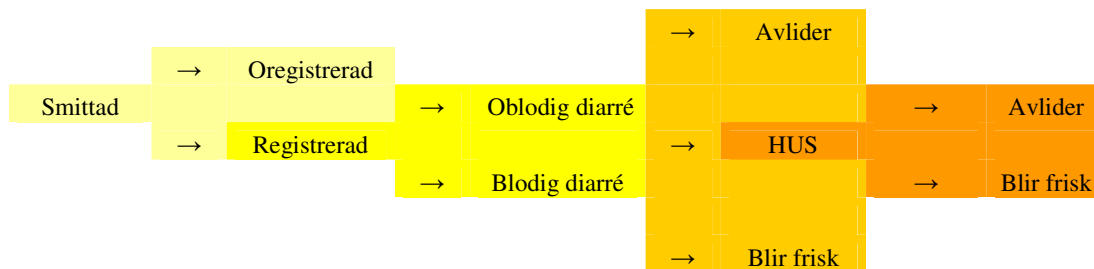 → Avlider
→ Oregistrerad
Smittad → Oblodig diarré → Avlider
→ Registrerad → HUS
→ Blodig diarré → Blir frisk
→ Blir frisk